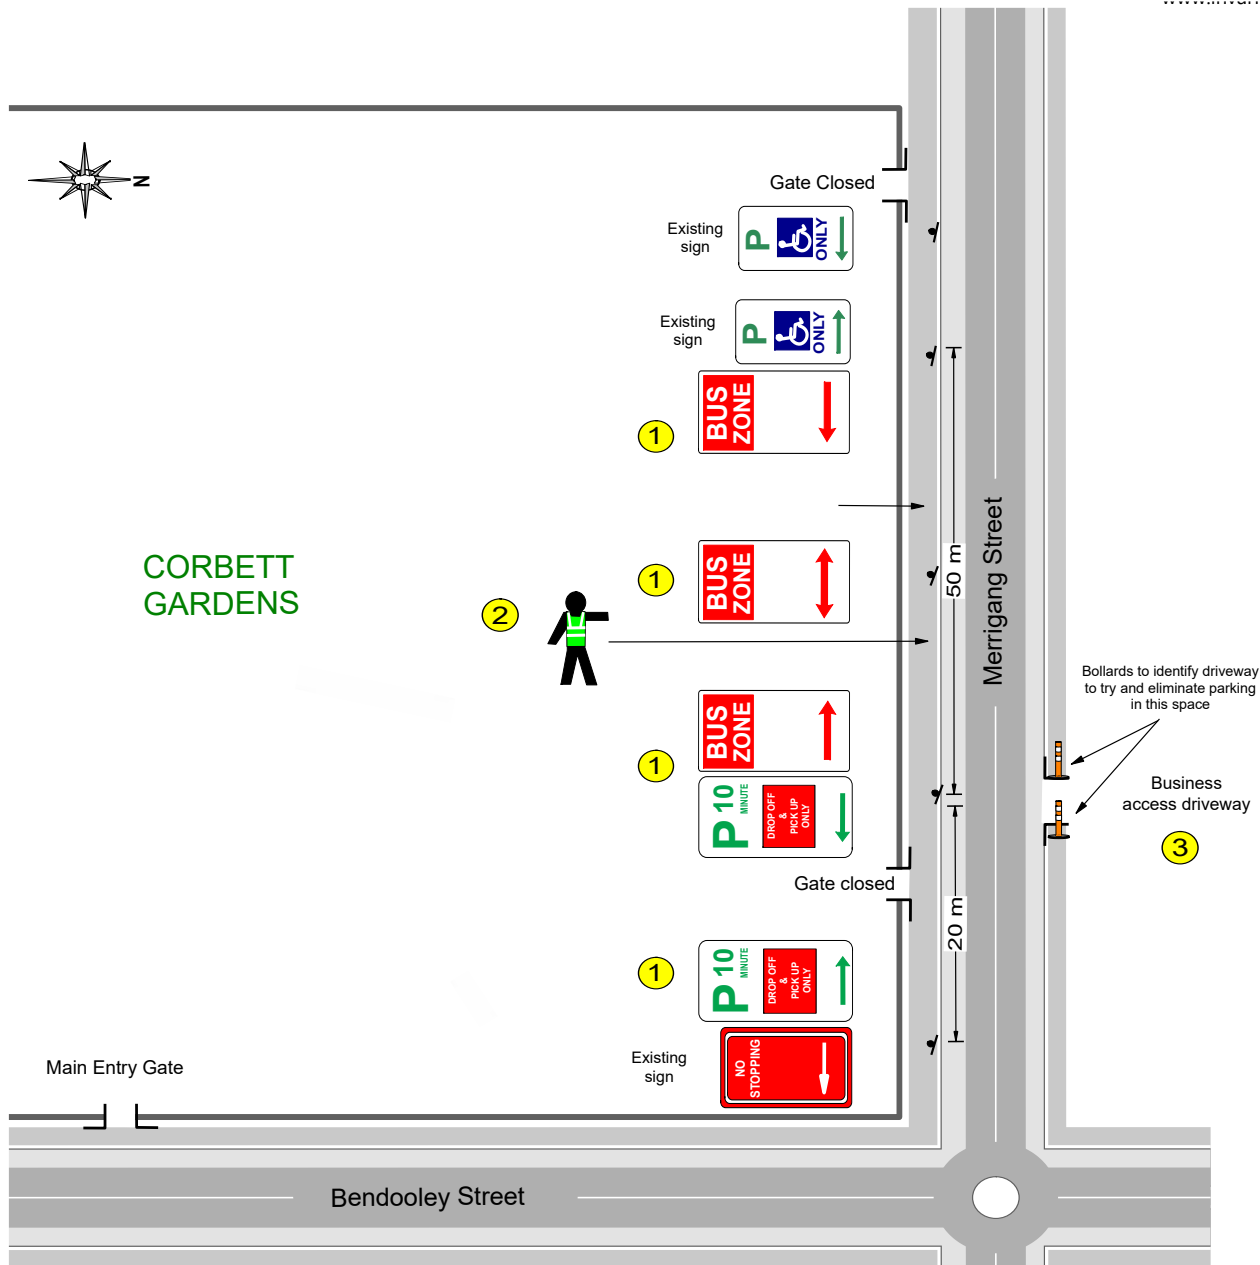 N
Gate Closed
Existing
sign
P
ONLY
Existing
sign
P
ONLY
BUS
ZONE
1
CORBETT
GARDENS
2
BUS
ZONE
1
50 m
Merrigang Street
BUS
ZONE
1
P 10
MINUTE
DROP OFF
&
PICK UP
ONLY
Bollards to identify driveway
to try and eliminate parking
in this space
Business
access driveway
3
Gate closed
20 m
P 10
MINUTE
DROP OFF
&
PICK UP
ONLY
1
Existing
sign
NO
STOPPING
Main Entry Gate
Bendooley Street